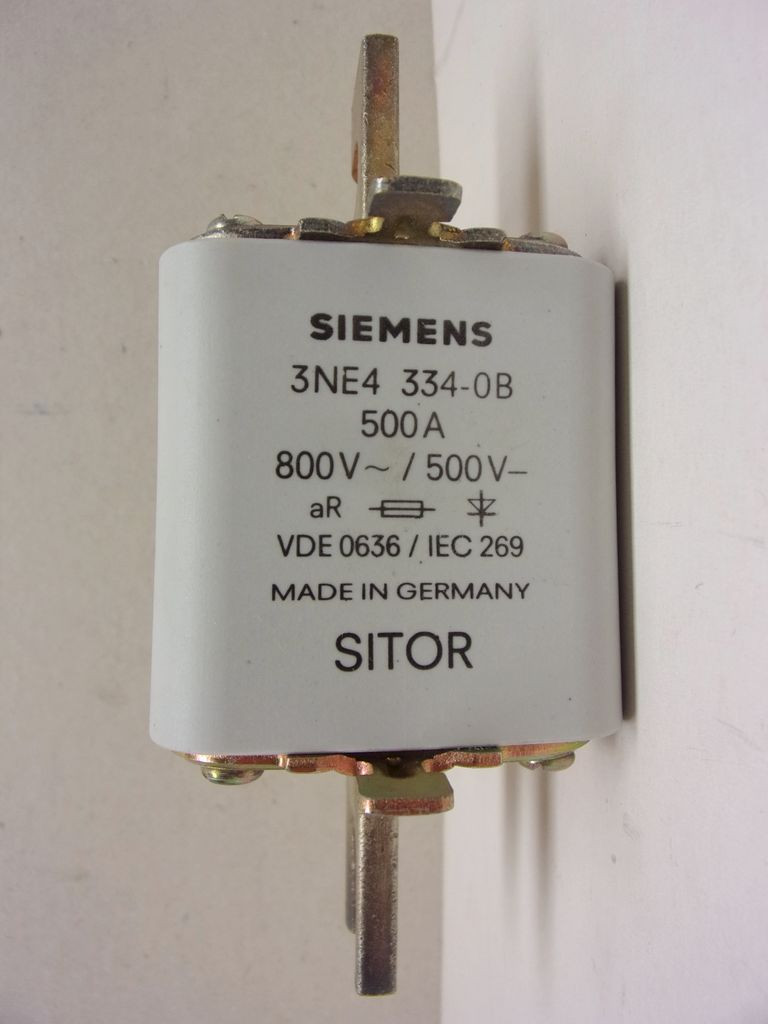 SIEMENS
3NE4 334-0B
500A
800V~ / 500V–
aR
VDE 0636 / IEC 269
MADE IN GERMANY
SITOR